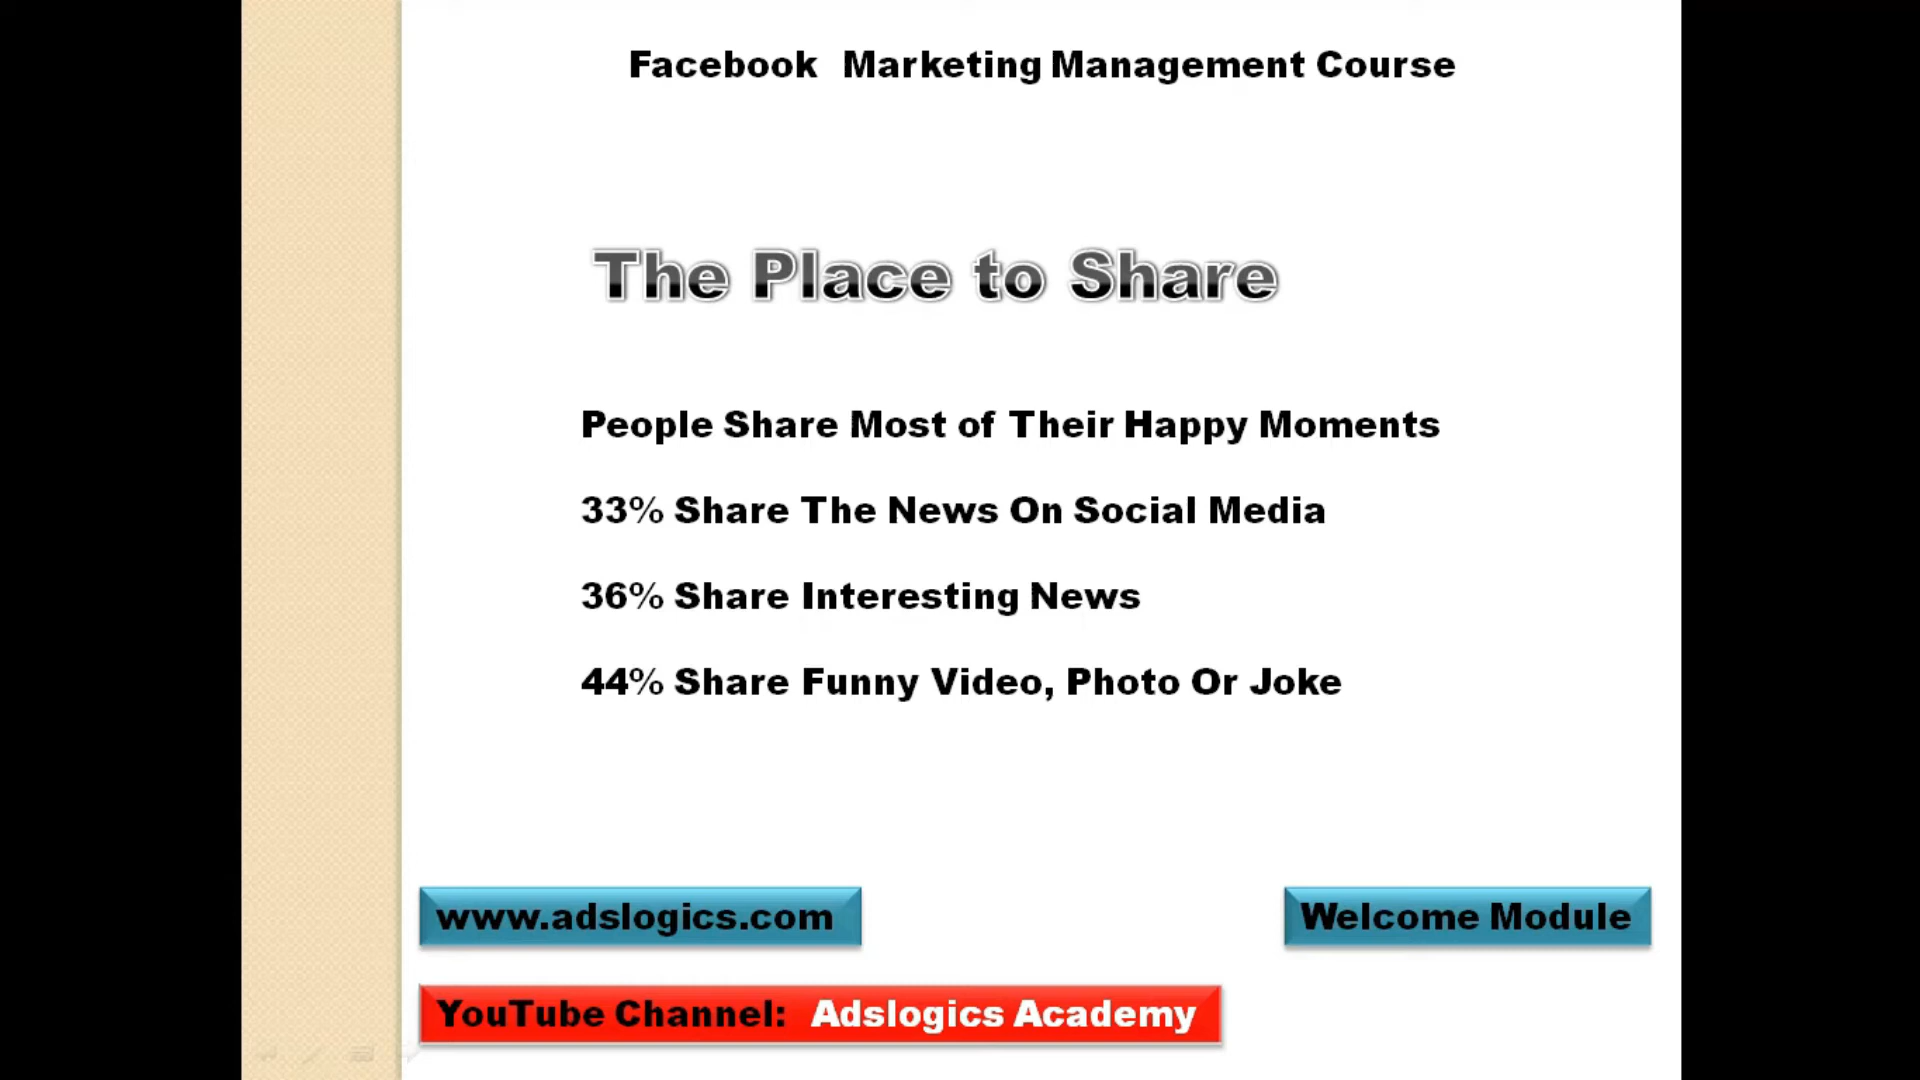 Facebook Marketing Management Course
The Place to Share
People Share Most of Their Happy Moments
33% Share The News On Social Media
36% Share Interesting News
44% Share Funny Video, Photo Or Joke
www.adslogics.com
Welcome Module
YouTube Channel: Adslogics Academy